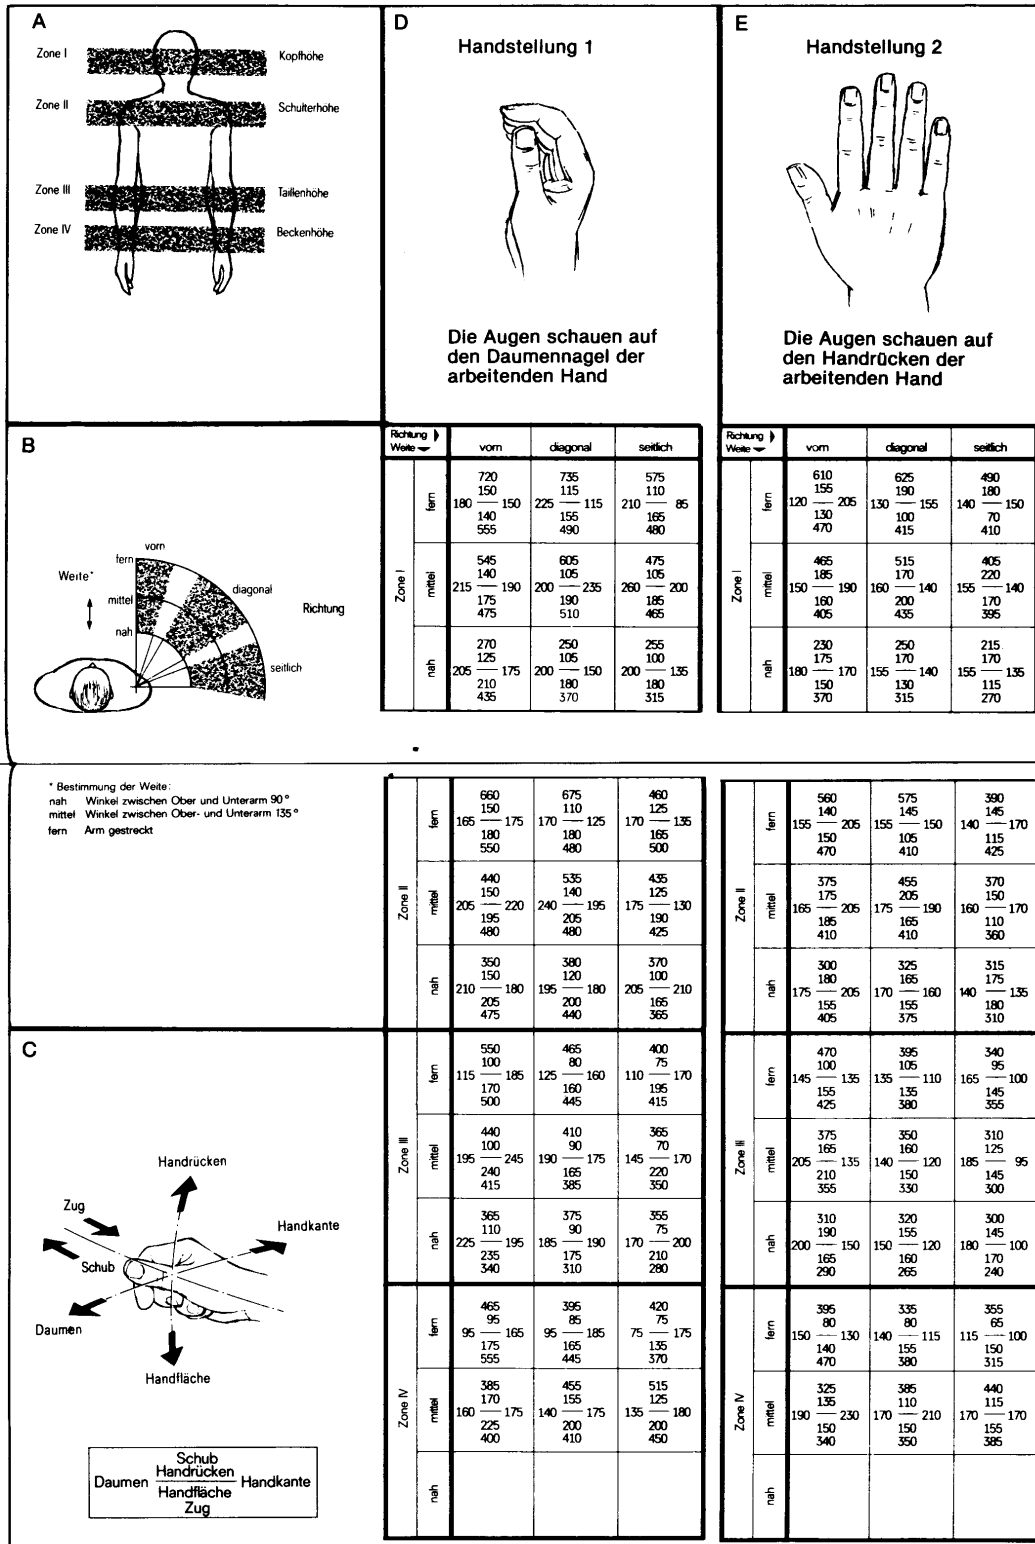 A
Zone I
Kopfhöhe
Zone II
Schulterhöhe
Zone III
Taillenhöhe
Zone IV
Beckenhöhe
D
Handstellung 1
Die Augen schauen auf
den Daumennagel der
arbeitenden Hand
E
Handstellung 2
Die Augen schauen auf
den Handrücken der
arbeitenden Hand
B
vorn
fern
Weite*
diagonal
mittel
Richtung
nah
seitlich
* Bestimmung der Weite:
nah Winkel zwischen Ober und Unterarm 90°
mittel Winkel zwischen Ober- und Unterarm 135°
fern Arm gestreckt
C
Handrücken
Zug
Handkante
Schub
Daumen
Handfläche
Schub
Handrücken
Daumen Handkante
Handfläche
Zug
Richtung
Weite vorn diagonal seitlich
Zone I
fern
720 735 575
150 115 110
180 150 225 115 210 85
140 155 165
555 490 480
mittel
545 605 475
140 105 105
215 190 200 235 260 200
175 190 185
475 510 465
nah
270 250 255
125 105 100
205 175 200 150 200 135
210 180 180
435 370 315
Zone II
fern
660 675 460
150 110 125
165 175 170 125 170 135
180 180 165
550 480 500
mittel
440 535 435
150 140 125
205 220 240 195 175 130
195 205 190
480 480 425
nah
350 380 370
150 120 100
210 180 195 180 205 210
205 200 165
475 440 365
Zone III
fern
550 465 400
100 80 75
115 185 125 160 110 170
170 160 195
500 445 415
mittel
440 410 365
100 90 70
195 245 190 175 145 170
240 165 220
415 385 350
nah
365 375 355
110 90 75
225 195 185 190 170 200
235 175 210
340 310 280
Zone IV
fern
465 395 420
95 85 75
95 165 95 185 75 175
175 165 135
555 445 370
mittel
385 455 515
170 155 125
160 175 140 175 135 180
225 200 200
400 410 450
nah
Richtung
Weite vorn diagonal seitlich
Zone I
fern
610 625 490
155 190 180
120 205 130 155 140 150
130 100 70
470 415 410
mittel
465 515 405
185 170 220
150 190 160 140 155 140
160 200 170
405 435 395
nah
230 250 215
175 170 170
180 170 155 140 155 135
150 130 115
370 315 270
Zone II
fern
560 575 390
140 145 145
155 205 155 150 140 170
150 105 115
470 410 425
mittel
375 455 370
175 205 150
165 205 175 190 160 170
185 165 110
410 410 360
nah
300 325 315
180 165 175
175 205 170 160 140 135
155 155 180
405 375 310
Zone III
fern
470 395 340
100 105 95
145 135 135 110 165 100
155 135 145
425 380 355
mittel
375 350 310
165 160 125
205 135 140 120 185 95
210 150 145
355 330 300
nah
310 320 300
190 155 145
200 150 150 120 180 100
165 160 170
290 265 240
Zone IV
fern
395 335 355
80 80 65
150 130 140 115 115 100
140 155 150
470 380 315
mittel
325 385 440
135 110 115
190 230 170 210 170 170
150 150 155
340 350 385
nah